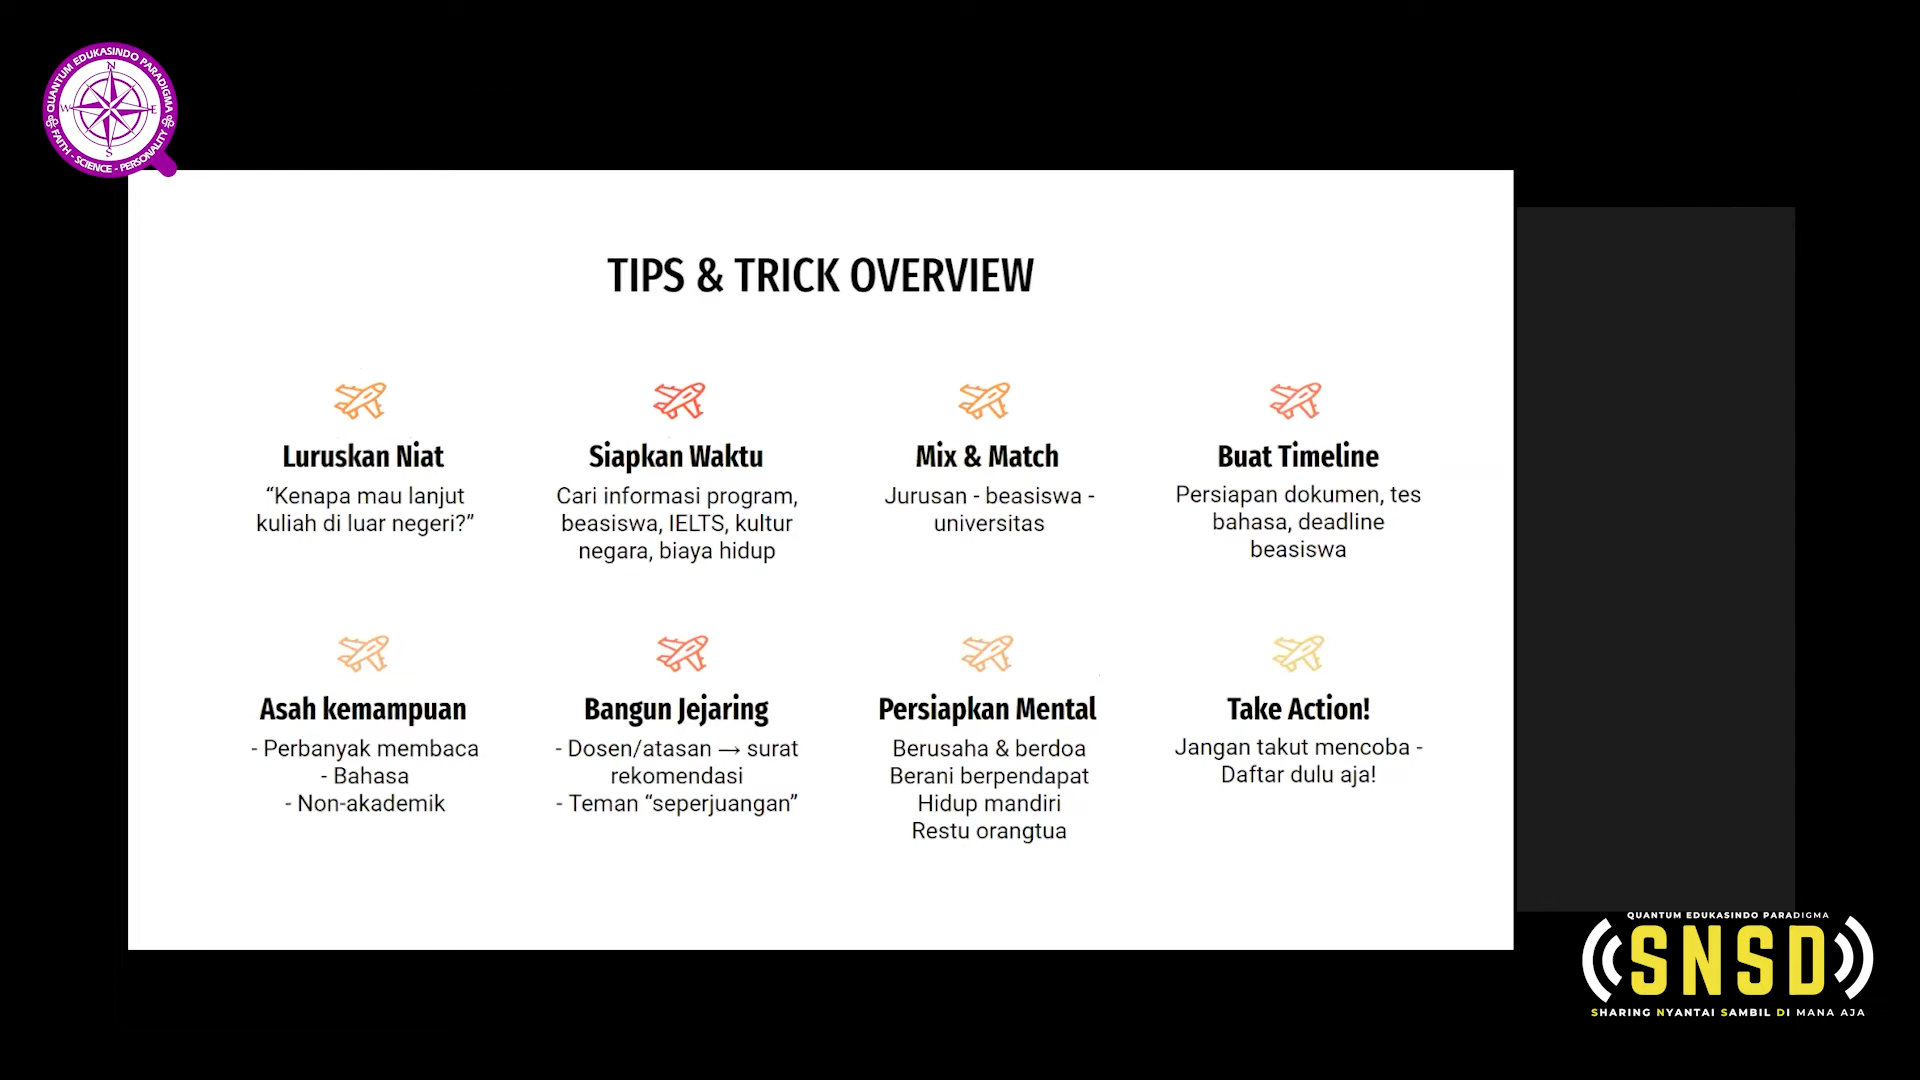 QUANTUM EDUKASINDO PARADIGMA
FAITH - SCIENCE - PERSONALITY
N
W
E
S
TIPS & TRICK OVERVIEW
Luruskan Niat
“Kenapa mau lanjut
kuliah di luar negeri?”
Siapkan Waktu
Cari informasi program,
beasiswa, IELTS, kultur
negara, biaya hidup
Mix & Match
Jurusan - beasiswa -
universitas
Buat Timeline
Persiapan dokumen, tes
bahasa, deadline
beasiswa
Asah kemampuan
- Perbanyak membaca
- Bahasa
- Non-akademik
Bangun Jejaring
- Dosen/atasan → surat
rekomendasi
- Teman “seperjuangan”
Persiapkan Mental
Berusaha & berdoa
Berani berpendapat
Hidup mandiri
Restu orangtua
Take Action!
Jangan takut mencoba -
Daftar dulu aja!
QUANTUM EDUKASINDO PARADIGMA
SNSD
SHARING NYANTAI SAMBIL DI MANA AJA